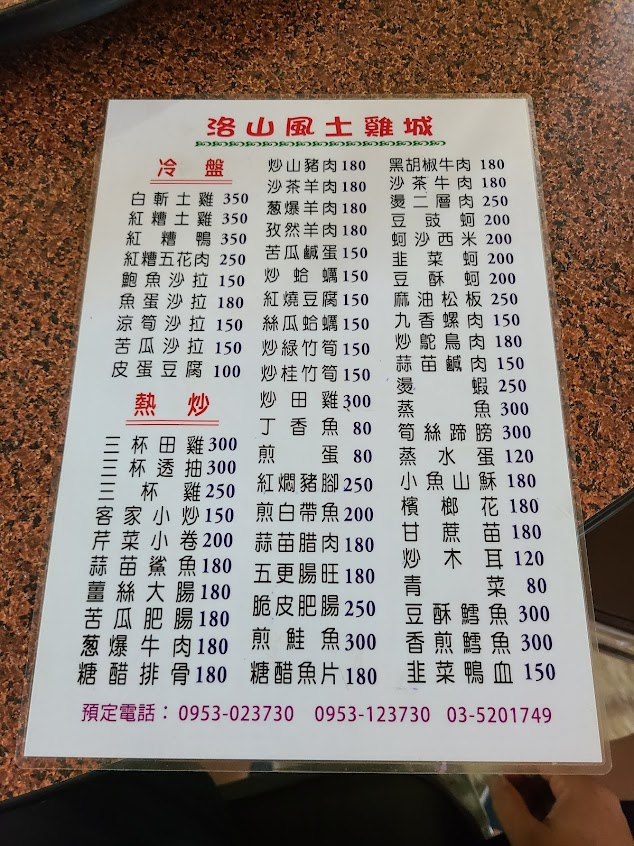 洛山風土雞城
冷盤
白斬土雞 350
紅糟土雞 350
紅糟鴨 350
紅糟五花肉 250
鮑魚沙拉 150
魚蛋沙拉 180
涼筍沙拉 150
苦瓜沙拉 150
皮蛋豆腐 100
熱炒
三杯田雞 300
三杯透抽 300
三杯雞 250
客家小炒 150
芹菜小卷 200
蒜苗鯊魚 180
薑絲大腸 180
苦瓜肥腸 180
葱爆牛肉 180
糖醋排骨 180
炒山豬肉 180
沙茶羊肉 180
葱爆羊肉 180
孜然羊肉 180
苦瓜鹹蛋 150
炒蛤蠣 150
紅燒豆腐 150
絲瓜蛤蠣 150
炒綠竹筍 150
炒桂竹筍 150
炒田雞 300
丁香魚 80
煎蛋 80
紅燜豬腳 250
煎白帶魚 200
蒜苗腊肉 180
五更腸旺 180
脆皮肥腸 250
煎鮭魚 300
糖醋魚片 180
黑胡椒牛肉 180
沙茶牛肉 180
燙二層肉 250
豆豉蚵 200
蚵沙西米 200
韭菜蚵 200
豆酥蚵 200
麻油松板 250
九香螺肉 150
炒鴕鳥肉 180
蒜苗鹹肉 150
燙蝦 250
蒸魚 300
筍絲蹄膀 300
蒸水蛋 120
小魚山酥 180
檳榔花 180
甘蔗苗 180
炒木耳 120
青菜 80
豆酥鱈魚 300
香煎鱈魚 300
韭菜鴨血 150
預定電話： 0953-023730 0953-123730 03-5201749